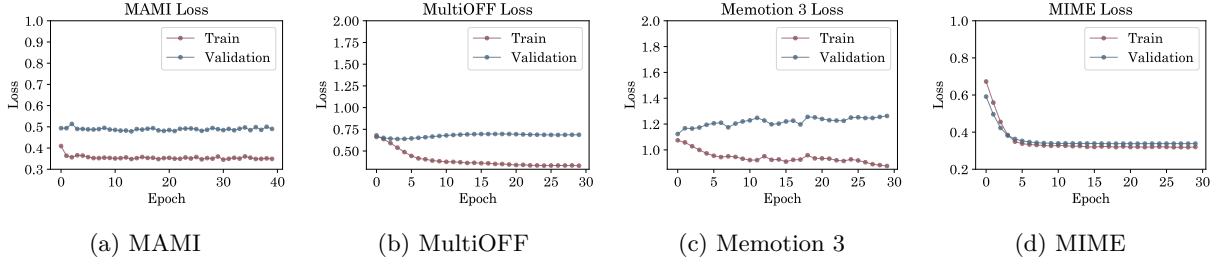 MAMI Loss
1.0
0.9
0.8
0.7
0.6
0.5
0.4
0.3
Loss
Train
Validation
0
10
20
30
40
Epoch
(a) MAMI
MultiOFF Loss
2.00
1.75
1.50
1.25
1.00
0.75
0.50
Loss
Train
Validation
0
5
10
15
20
25
30
Epoch
(b) MultiOFF
Memotion 3 Loss
2.0
1.8
1.6
1.4
1.2
1.0
Loss
Train
Validation
0
5
10
15
20
25
30
Epoch
(c) Memotion 3
MIME Loss
1.0
0.8
0.6
0.4
0.2
Loss
Train
Validation
0
5
10
15
20
25
30
Epoch
(d) MIME